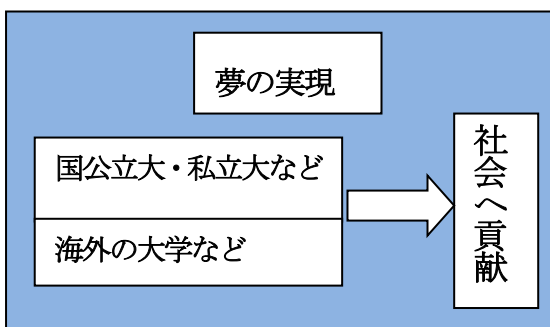 夢の実現
国公立大・私立大など
海外の大学など
社会へ貢献